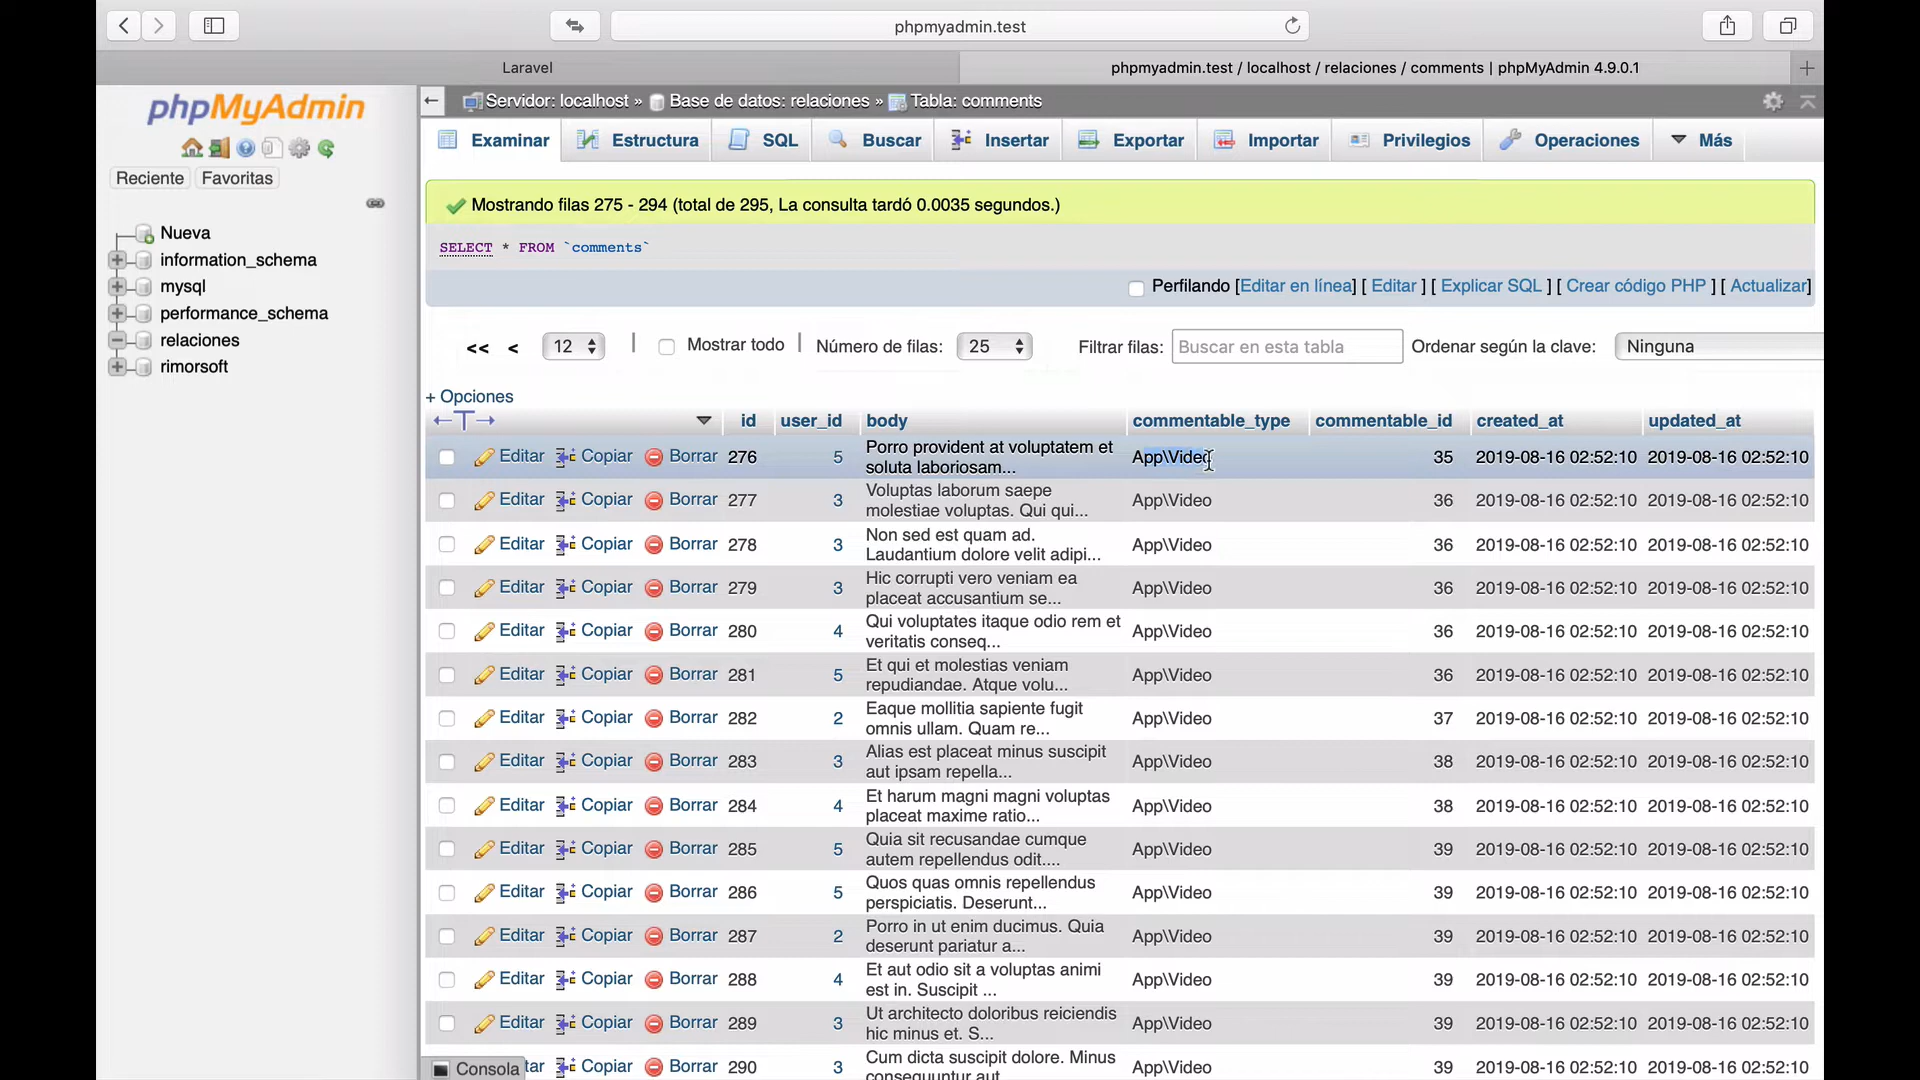 phpmyadmin.test
Laravel
phpmyadmin.test / localhost / relaciones / comments | phpMyAdmin 4.9.0.1
phpMyAdmin
Reciente Favoritas
Nueva
information_schema
mysql
performance_schema
relaciones
rimorsoft
Servidor: localhost » Base de datos: relaciones » Tabla: comments
Examinar Estructura SQL Buscar Insertar Exportar Importar Privilegios Operaciones Más
Mostrando filas 275 - 294 (total de 295, La consulta tardó 0.0035 segundos.)
SELECT * FROM `comments`
Perfilando [Editar en línea] [ Editar ] [ Explicar SQL ] [ Crear código PHP ] [ Actualizar]
<< < 12 | Mostrar todo | Número de filas: 25 Filtrar filas: Buscar en esta tabla Ordenar según la clave: Ninguna
+ Opciones
←T→ id user_id body commentable_type commentable_id created_at updated_at
Editar Copiar Borrar 276 5 Porro provident at voluptatem et App\Video 35 2019-08-16 02:52:10 2019-08-16 02:52:10
soluta laboriosam...
Editar Copiar Borrar 277 3 Voluptas laborum saepe App\Video 36 2019-08-16 02:52:10 2019-08-16 02:52:10
molestiae voluptas. Qui qui...
Editar Copiar Borrar 278 3 Non sed est quam ad. App\Video 36 2019-08-16 02:52:10 2019-08-16 02:52:10
Laudantium dolore velit adipi...
Editar Copiar Borrar 279 3 Hic corrupti vero veniam ea App\Video 36 2019-08-16 02:52:10 2019-08-16 02:52:10
placeat accusantium se...
Editar Copiar Borrar 280 4 Qui voluptates itaque odio rem et App\Video 36 2019-08-16 02:52:10 2019-08-16 02:52:10
veritatis conseq...
Editar Copiar Borrar 281 5 Et qui et molestias veniam App\Video 36 2019-08-16 02:52:10 2019-08-16 02:52:10
repudiandae. Atque volu...
Editar Copiar Borrar 282 2 Eaque mollitia sapiente fugit App\Video 37 2019-08-16 02:52:10 2019-08-16 02:52:10
omnis ullam. Quam re...
Editar Copiar Borrar 283 3 Alias est placeat minus suscipit App\Video 38 2019-08-16 02:52:10 2019-08-16 02:52:10
aut ipsam repella...
Editar Copiar Borrar 284 4 Et harum magni magni voluptas App\Video 38 2019-08-16 02:52:10 2019-08-16 02:52:10
placeat maxime ratio...
Editar Copiar Borrar 285 5 Quia sit recusandae cumque App\Video 39 2019-08-16 02:52:10 2019-08-16 02:52:10
autem repellendus odit....
Editar Copiar Borrar 286 5 Quos quas omnis repellendus App\Video 39 2019-08-16 02:52:10 2019-08-16 02:52:10
perspiciatis. Deserunt...
Editar Copiar Borrar 287 2 Porro in ut enim ducimus. Quia App\Video 39 2019-08-16 02:52:10 2019-08-16 02:52:10
deserunt pariatur a...
Editar Copiar Borrar 288 4 Et aut odio sit a voluptas animi App\Video 39 2019-08-16 02:52:10 2019-08-16 02:52:10
est in. Suscipit ...
Editar Copiar Borrar 289 3 Ut architecto doloribus reiciendis App\Video 39 2019-08-16 02:52:10 2019-08-16 02:52:10
hic minus et. S...
Consola tar Copiar Borrar 290 3 Cum dicta suscipit dolore. Minus App\Video 39 2019-08-16 02:52:10 2019-08-16 02:52:10